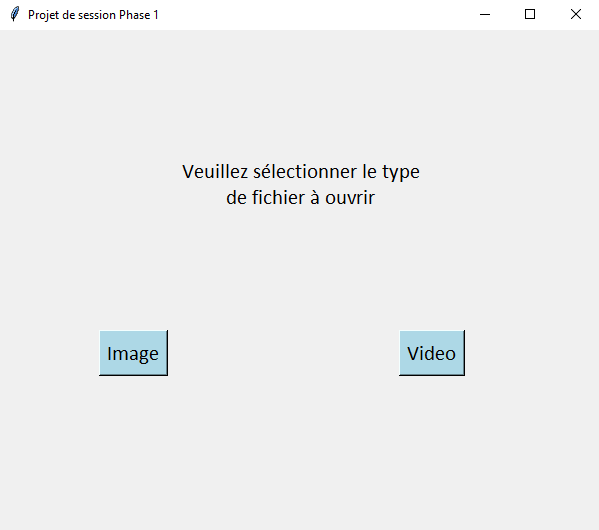 Projet de session Phase 1
Veuillez sélectionner le type
de fichier à ouvrir
Image
Video